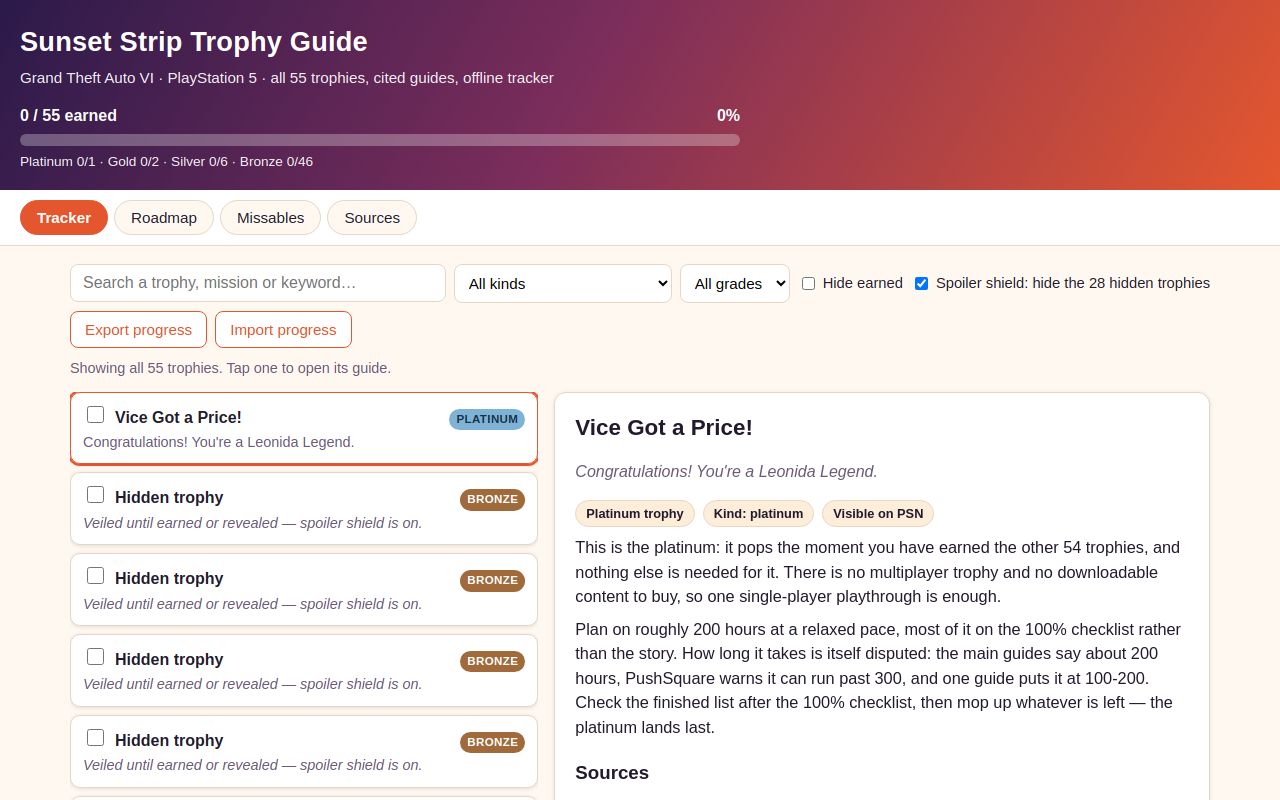 Sunset Strip Trophy Guide
Grand Theft Auto VI · PlayStation 5 · all 55 trophies, cited guides, offline tracker
0 / 55 earned 0%
Platinum 0/1 · Gold 0/2 · Silver 0/6 · Bronze 0/46
Tracker Roadmap Missables Sources
Search a trophy, mission or keyword… All kinds All grades Hide earned Spoiler shield: hide the 28 hidden trophies
Export progress Import progress
Showing all 55 trophies. Tap one to open its guide.
Vice Got a Price! PLATINUM
Congratulations! You're a Leonida Legend.
Hidden trophy BRONZE
Veiled until earned or revealed — spoiler shield is on.
Hidden trophy BRONZE
Veiled until earned or revealed — spoiler shield is on.
Hidden trophy BRONZE
Veiled until earned or revealed — spoiler shield is on.
Hidden trophy BRONZE
Veiled until earned or revealed — spoiler shield is on.
Vice Got a Price!
Congratulations! You're a Leonida Legend.
Platinum trophy Kind: platinum Visible on PSN
This is the platinum: it pops the moment you have earned the other 54 trophies, and
nothing else is needed for it. There is no multiplayer trophy and no downloadable
content to buy, so one single-player playthrough is enough.
Plan on roughly 200 hours at a relaxed pace, most of it on the 100% checklist rather
than the story. How long it takes is itself disputed: the main guides say about 200
hours, PushSquare warns it can run past 300, and one guide puts it at 100-200.
Check the finished list after the 100% checklist, then mop up whatever is left — the
platinum lands last.
Sources